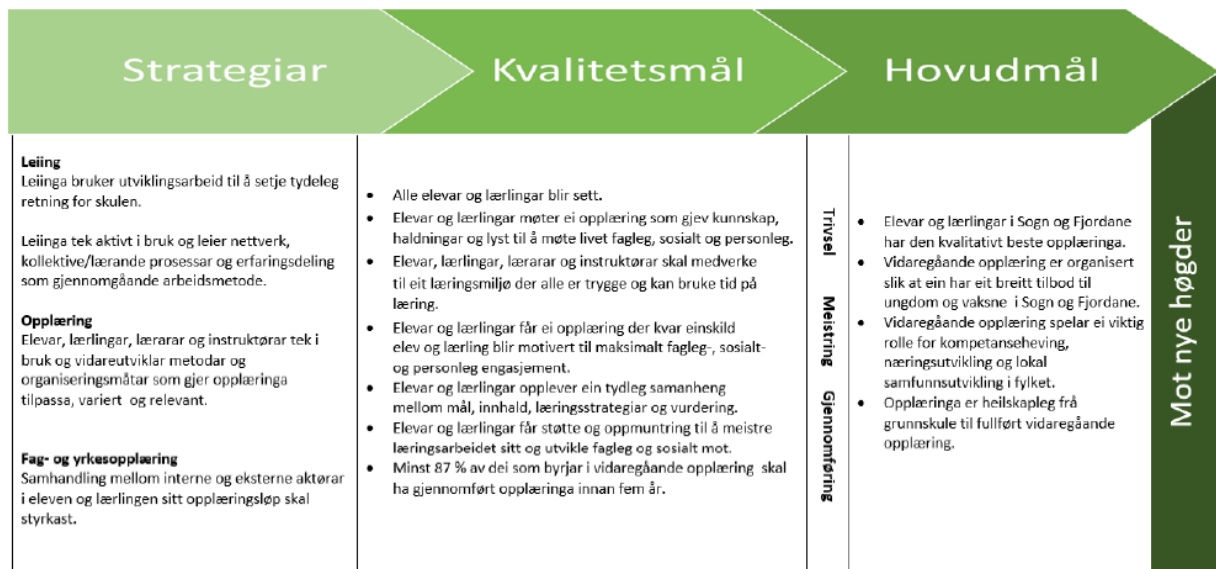 Strategiar
Kvalitetsmål
Hovudmål
Leiing
Leiinga bruker utviklingsarbeid til å setje tydeleg
retning for skulen.
Leiinga tek aktivt i bruk og leier nettverk,
kollektive/lærande prosessar og erfaringsdeling
som gjennomgåande arbeidsmetode.
Opplæring
Elevar, lærlingar, lærarar og instruktørar tek i
bruk og vidareutviklar metodar og
organiseringsmåtar som gjer opplæringa
tilpassa, variert og relevant.
Fag- og yrkesopplæring
Samhandling mellom interne og eksterne aktørar
i eleven og lærlingen sitt opplæringsløp skal
styrkast.
• Alle elevar og lærlingar blir sett.
• Elevar og lærlingar møter ei opplæring som gjev kunnskap,
haldningar og lyst til å møte livet fagleg, sosialt og personleg.
• Elevar, lærlingar, lærarar og instruktørar skal medverke
til eit læringsmiljø der alle er trygge og kan bruke tid på
læring.
• Elevar og lærlingar får ei opplæring der kvar einskild
elev og lærling blir motivert til maksimalt fagleg-, sosialt-
og personleg engasjement.
• Elevar og lærlingar opplever ein tydleg samanheng
mellom mål, innhald, læringsstrategiar og vurdering.
• Elevar og lærlingar får støtte og oppmuntring til å meistre
læringsarbeidet sitt og utvikle fagleg og sosialt mot.
• Minst 87 % av dei som byrjar i vidaregåande opplæring skal
ha gjennomført opplæringa innan fem år.
Trivsel Meistring Gjennomføring
• Elevar og lærlingar i Sogn og Fjordane
har den kvalitativt beste opplæringa.
• Vidaregåande opplæring er organisert
slik at ein har eit breitt tilbod til
ungdom og vaksne i Sogn og Fjordane.
• Vidaregåande opplæring spelar ei viktig
rolle for kompetanseheving,
næringsutvikling og lokal
samfunnsutvikling i fylket.
• Opplæringa er heilskapleg frå
grunnskule til fullført vidaregåande
opplæring.
Mot nye høgder